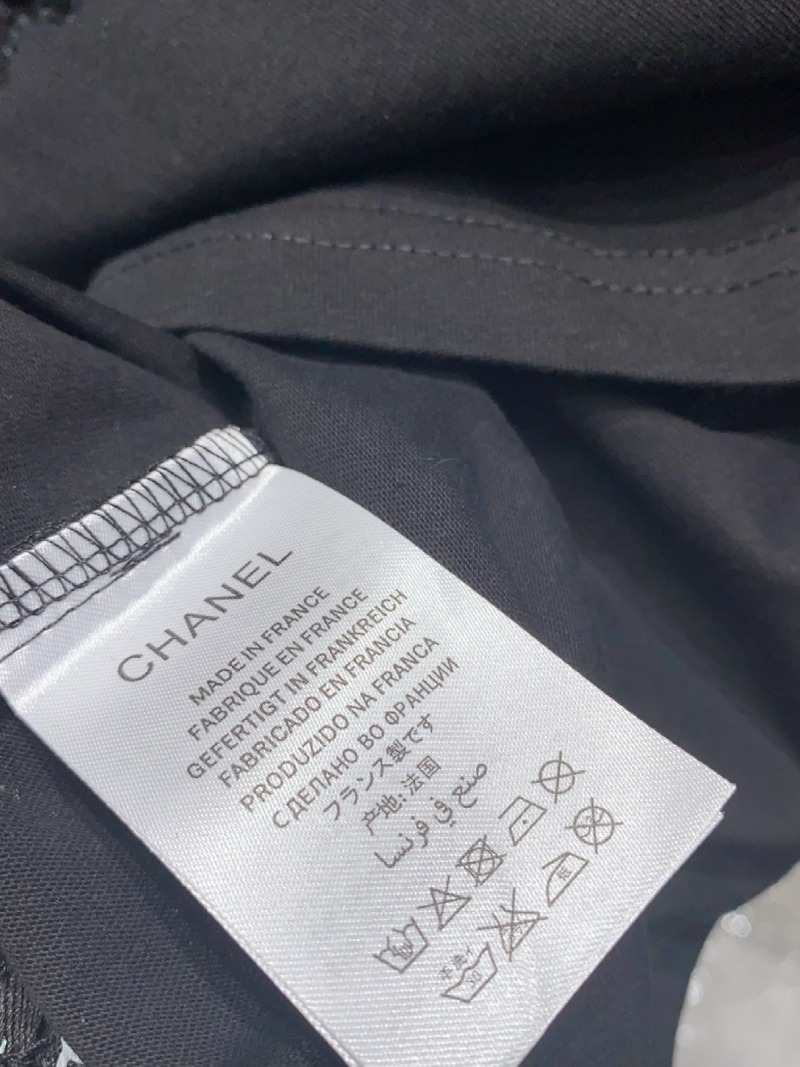 CHANEL
MADE IN FRANCE
FABRIQUE EN FRANCE
GEFERTIGT IN FRANKREICH
FABRICADO EN FRANCIA
PRODUZIDO NA FRANCA
СДЕЛАНО ВО ФРАНЦИИ
フランス製です
产地:法国
صنع في فرنسا